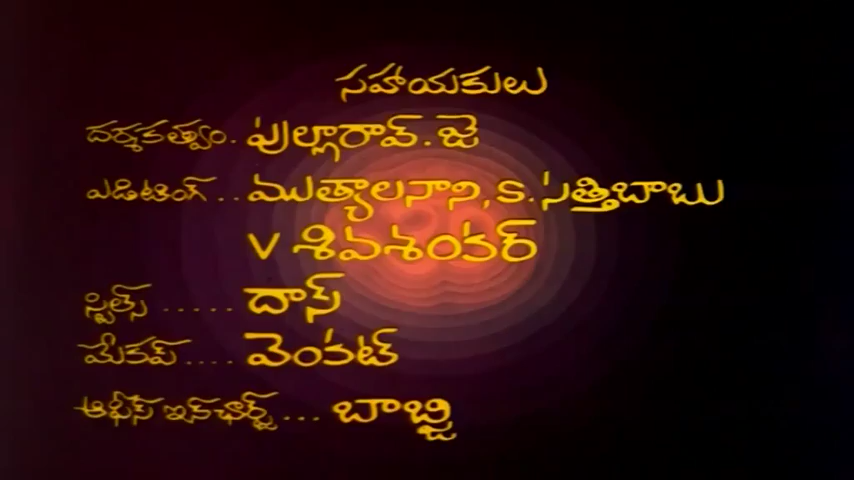 సహాయకులు
దర్శకత్వం. పుల్లారావ్.జె
ఎడిటింగ్.. ముత్యాలనాని, S. సత్తిబాబు
V శివశంకర్
స్టిల్స్ ...... దాస్
మేకప్ .... వెంకట్
ఆఫీస్ ఇన్‌ఛార్జ్ ... బాబ్జి